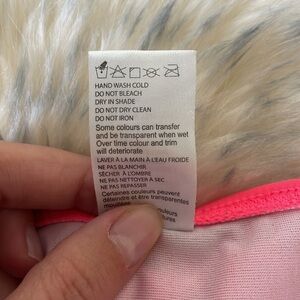 HAND WASH COLD
DO NOT BLEACH
DRY IN SHADE
DO NOT DRY CLEAN
DO NOT IRON
Some colours can transfer
and be transparent when wet
Over time colour and trim
will deteriorate
LAVER À LA MAIN À L'EAU FROIDE
NE PAS BLANCHIR
SÉCHER À L'OMBRE
NE PAS NETTOYER À SEC
NE PAS REPASSER
Certaines couleurs peuvent
déteindre et être transparentes
mouillées
couleurs